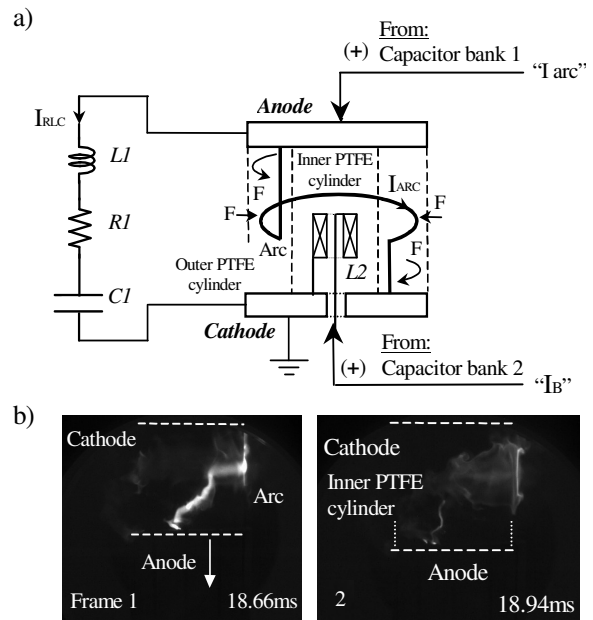 a)
From:
Capacitor bank 1
(+)
"I arc"
Anode
IRLC
L1
R1
C1
Inner PTFE
cylinder
F
IARC
F
F
F
Arc
L2
Outer PTFE
cylinder
Cathode
From:
Capacitor bank 2
(+)
"IB"
b)
Cathode
Arc
Anode
Frame 1
18.66ms
Cathode
Inner PTFE
cylinder
Anode
2
18.94ms